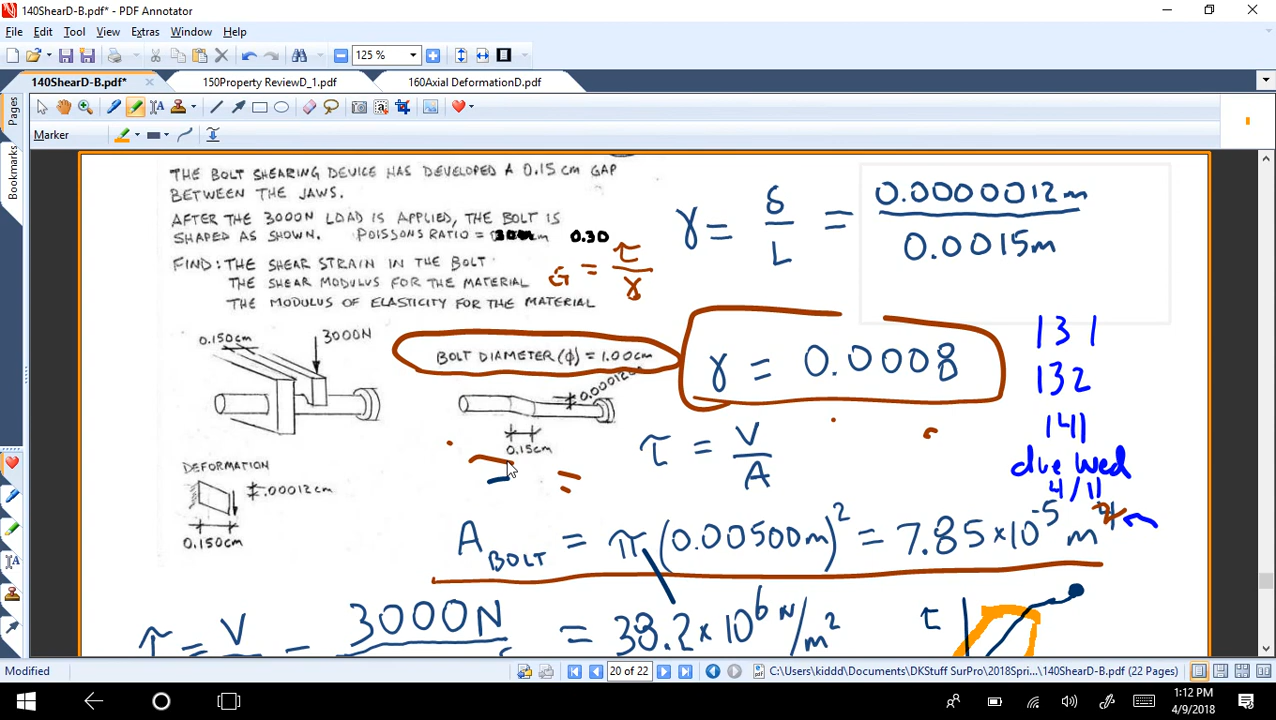 140ShearD-B.pdf* - PDF Annotator
File Edit Tool View Extras Window Help
125 %
140ShearD-B.pdf* 150Property ReviewD_1.pdf 160Axial DeformationD.pdf
Pages
Bookmarks
Marker
THE BOLT SHEARING DEVICE HAS DEVELOPED A 0.15 cm GAP
BETWEEN THE JAWS.
AFTER THE 3000N LOAD IS APPLIED, THE BOLT IS
SHAPED AS SHOWN. POISSONS RATIO = 0.30
FIND: THE SHEAR STRAIN IN THE BOLT
THE SHEAR MODULUS FOR THE MATERIAL
THE MODULUS OF ELASTICITY FOR THE MATERIAL
G = τ / γ
γ = δ / L = 0.0000012m / 0.0015m
0.150cm
3000N
BOLT DIAMETER (ϕ) = 1.00cm
0.00012cm
0.15cm
γ = 0.0008
131
132
141
due Wed
4/11
DEFORMATION
.00012cm
0.150cm
τ = V / A
A BOLT = π(0.00500m)² = 7.85×10⁻⁵ m²
τ = V = 3000N = 38.2×10⁶ N/m²
τ
Modified
20 of 22
C:\Users\kiddd\Documents\DKStuff SurPro\2018Spri...\140ShearD-B.pdf (22 Pages)
1:12 PM
4/9/2018